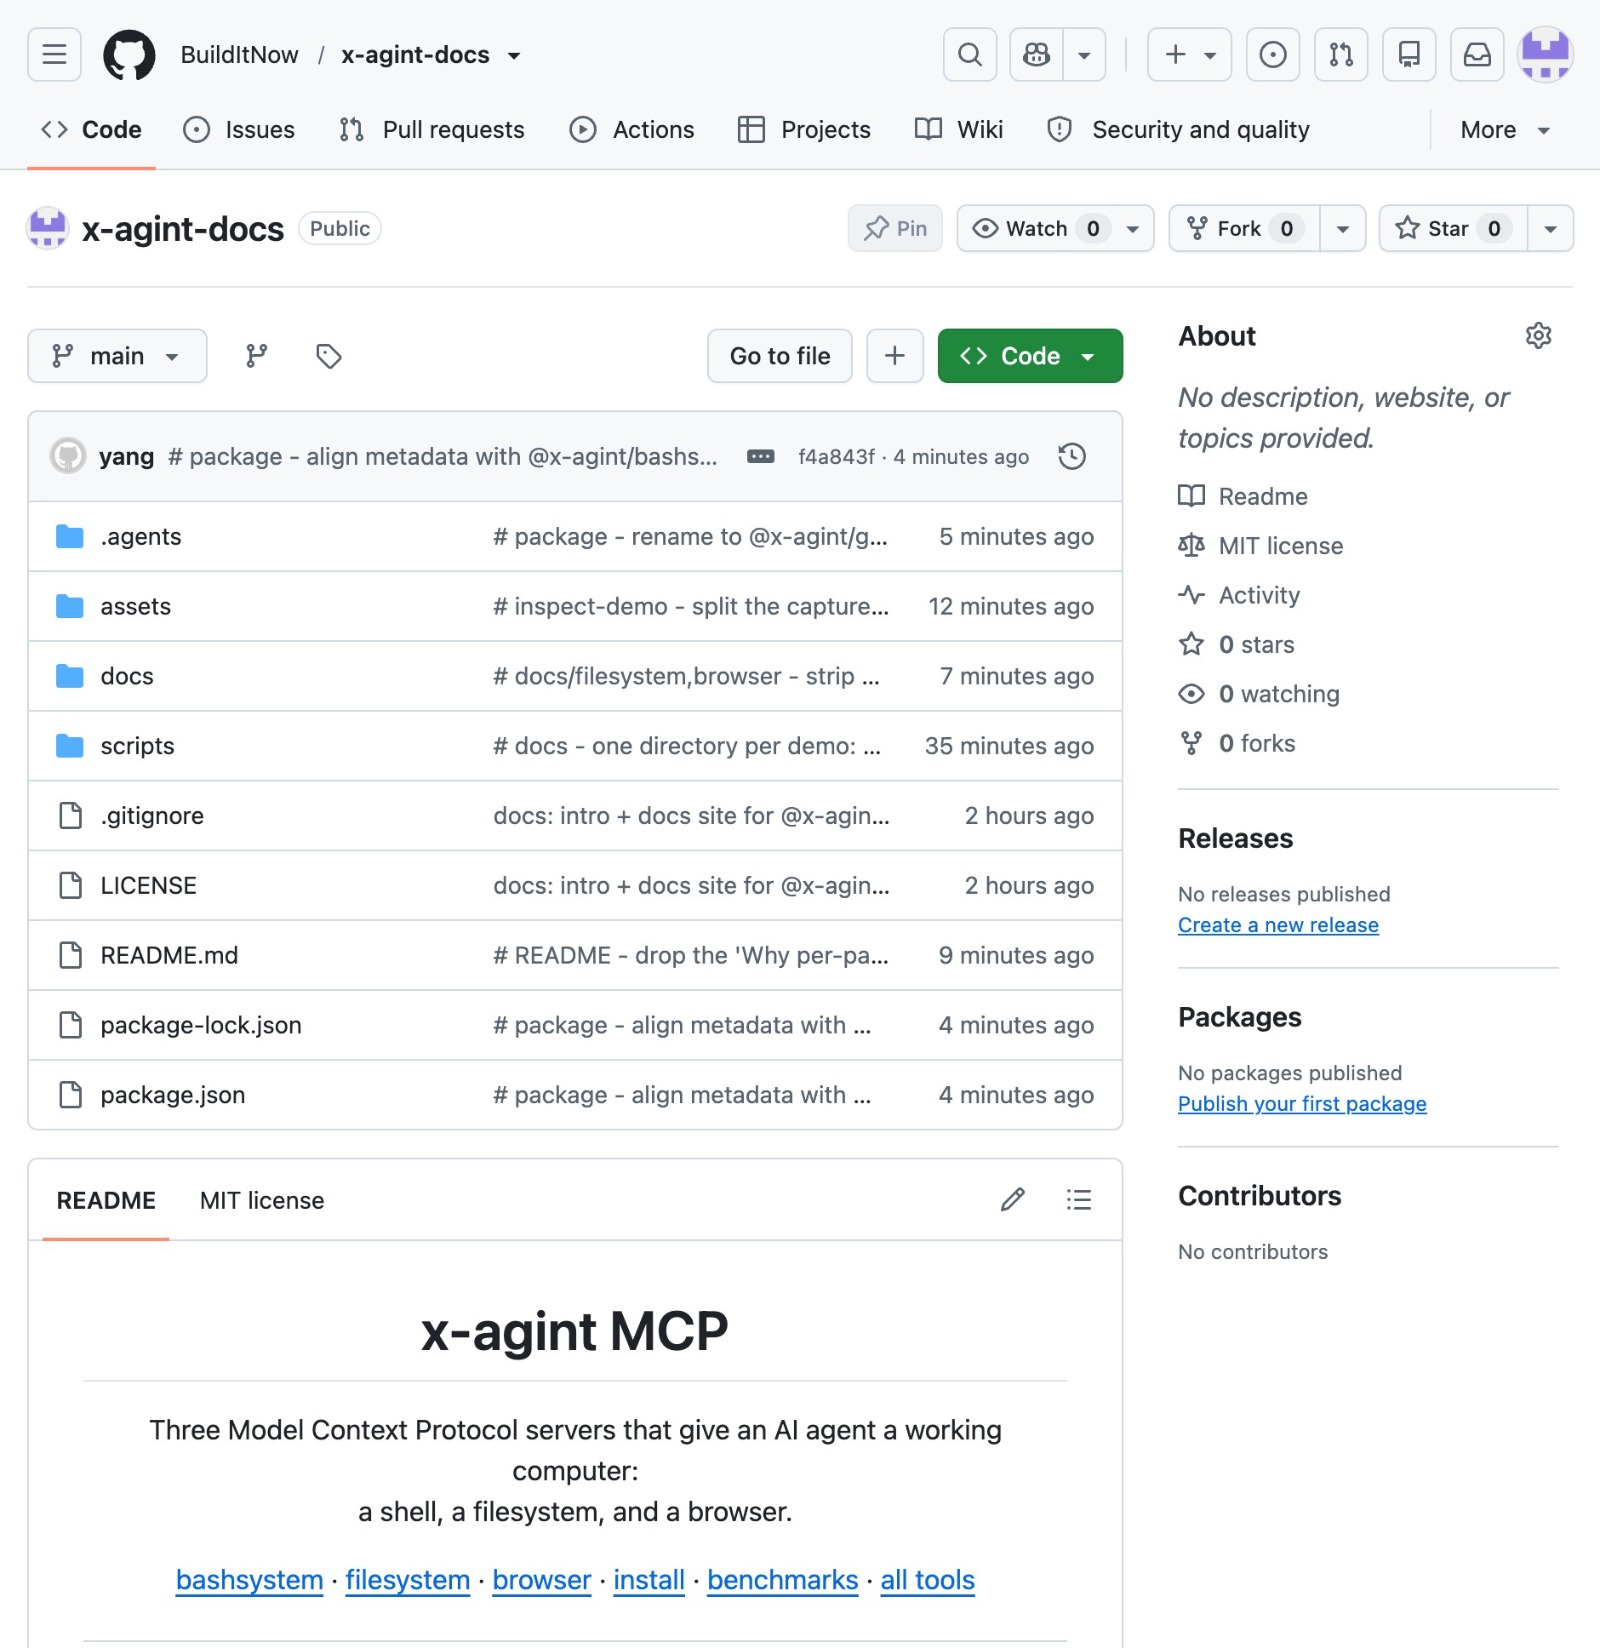 BuildItNow / x-agint-docs
Code Issues Pull requests Actions Projects Wiki Security and quality More
x-agint-docs Public Pin Watch 0 Fork 0 Star 0
main Go to file Code
yang # package - align metadata with @x-agint/bashs... f4a843f · 4 minutes ago
.agents # package - rename to @x-agint/g... 5 minutes ago
assets # inspect-demo - split the capture... 12 minutes ago
docs # docs/filesystem,browser - strip ... 7 minutes ago
scripts # docs - one directory per demo: ... 35 minutes ago
.gitignore docs: intro + docs site for @x-agin... 2 hours ago
LICENSE docs: intro + docs site for @x-agin... 2 hours ago
README.md # README - drop the 'Why per-pa... 9 minutes ago
package-lock.json # package - align metadata with ... 4 minutes ago
package.json # package - align metadata with ... 4 minutes ago
README MIT license
x-agint MCP
Three Model Context Protocol servers that give an AI agent a working
computer:
a shell, a filesystem, and a browser.
bashsystem · filesystem · browser · install · benchmarks · all tools
About
No description, website, or
topics provided.
Readme
MIT license
Activity
0 stars
0 watching
0 forks
Releases
No releases published
Create a new release
Packages
No packages published
Publish your first package
Contributors
No contributors